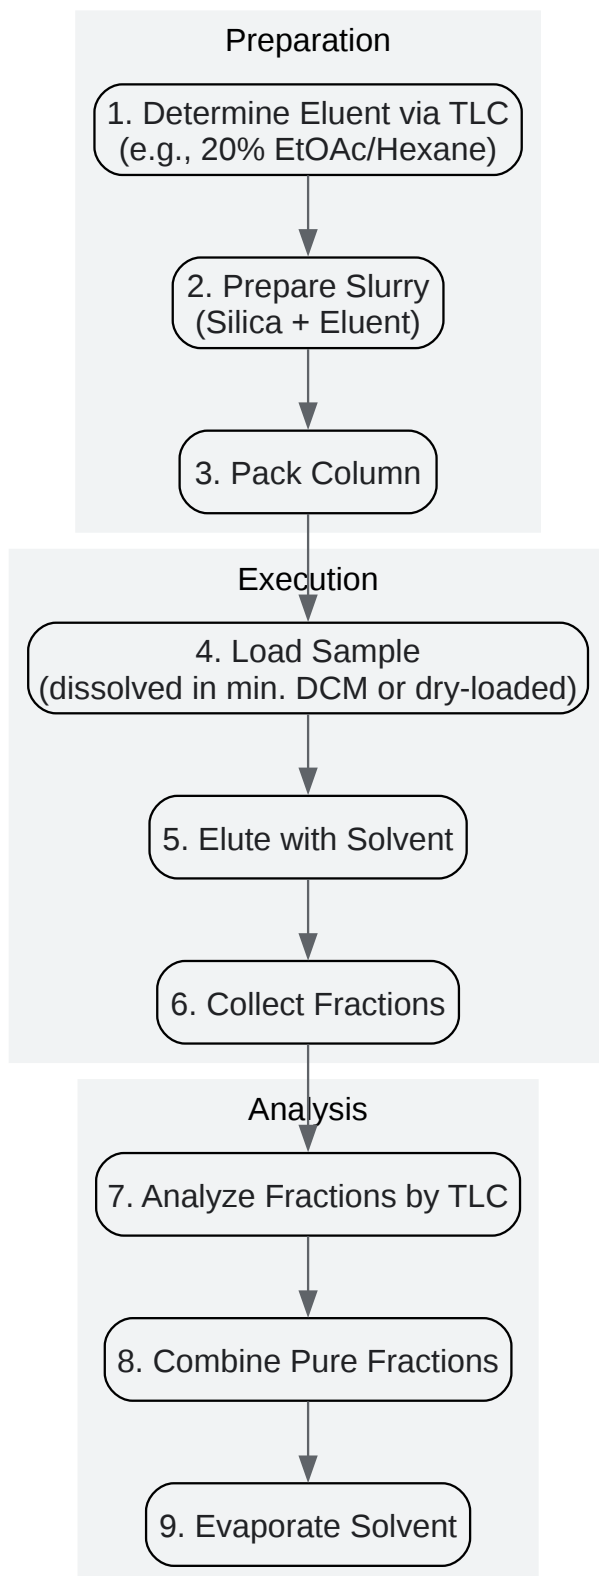 Preparation
1. Determine Eluent via TLC
(e.g., 20% EtOAc/Hexane)
2. Prepare Slurry
(Silica + Eluent)
3. Pack Column
Execution
4. Load Sample
(dissolved in min. DCM or dry-loaded)
5. Elute with Solvent
6. Collect Fractions
Analysis
7. Analyze Fractions by TLC
8. Combine Pure Fractions
9. Evaporate Solvent